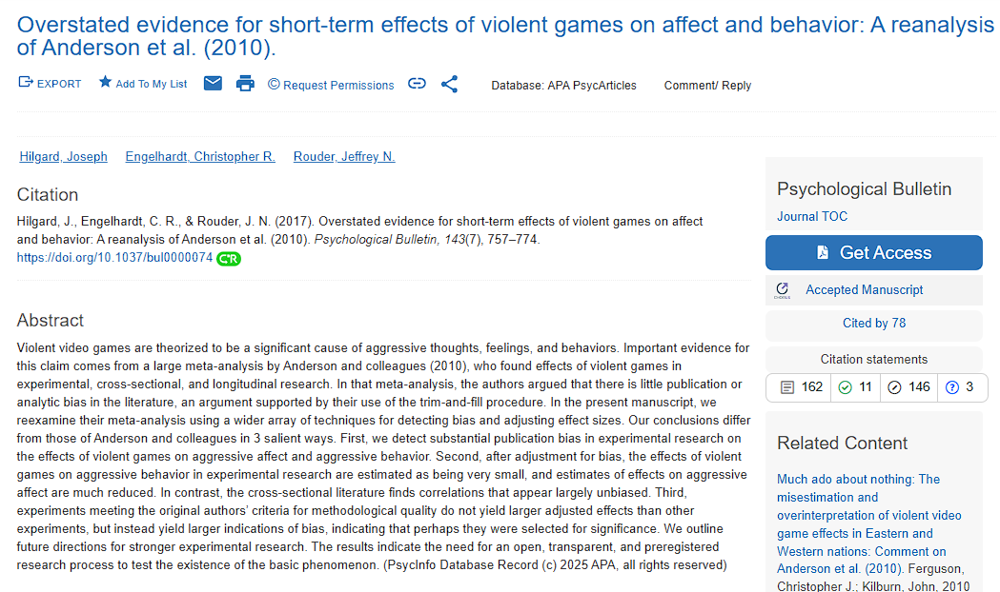 Overstated evidence for short-term effects of violent games on affect and behavior: A reanalysis
of Anderson et al. (2010).
EXPORT Add To My List Request Permissions Database: APA PsycArticles Comment/ Reply
Hilgard, Joseph Engelhardt, Christopher R. Rouder, Jeffrey N.
Citation
Hilgard, J., Engelhardt, C. R., & Rouder, J. N. (2017). Overstated evidence for short-term effects of violent games on affect
and behavior: A reanalysis of Anderson et al. (2010). Psychological Bulletin, 143(7), 757–774.
https://doi.org/10.1037/bul0000074
Abstract
Violent video games are theorized to be a significant cause of aggressive thoughts, feelings, and behaviors. Important evidence for
this claim comes from a large meta-analysis by Anderson and colleagues (2010), who found effects of violent games in
experimental, cross-sectional, and longitudinal research. In that meta-analysis, the authors argued that there is little publication or
analytic bias in the literature, an argument supported by their use of the trim-and-fill procedure. In the present manuscript, we
reexamine their meta-analysis using a wider array of techniques for detecting bias and adjusting effect sizes. Our conclusions differ
from those of Anderson and colleagues in 3 salient ways. First, we detect substantial publication bias in experimental research on
the effects of violent games on aggressive affect and aggressive behavior. Second, after adjustment for bias, the effects of violent
games on aggressive behavior in experimental research are estimated as being very small, and estimates of effects on aggressive
affect are much reduced. In contrast, the cross-sectional literature finds correlations that appear largely unbiased. Third,
experiments meeting the original authors’ criteria for methodological quality do not yield larger adjusted effects than other
experiments, but instead yield larger indications of bias, indicating that perhaps they were selected for significance. We outline
future directions for stronger experimental research. The results indicate the need for an open, transparent, and preregistered
research process to test the existence of the basic phenomenon. (PsycInfo Database Record (c) 2025 APA, all rights reserved)
Psychological Bulletin
Journal TOC
Get Access
Accepted Manuscript
Cited by 78
Citation statements
162 11 146 3
Related Content
Much ado about nothing: The
misestimation and
overinterpretation of violent video
game effects in Eastern and
Western nations: Comment on
Anderson et al. (2010). Ferguson,
Christopher J.; Kilburn, John, 2010